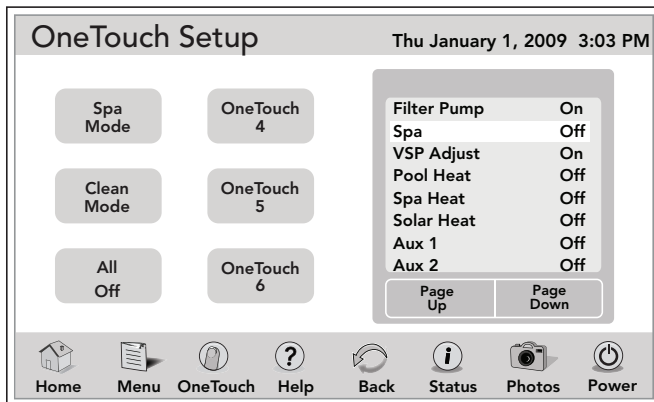 OneTouch Setup
Thu January 1, 2009 3:03 PM
Spa
Mode
OneTouch
4
Clean
Mode
OneTouch
5
All
Off
OneTouch
6
Filter Pump On
Spa Off
VSP Adjust On
Pool Heat Off
Spa Heat Off
Solar Heat Off
Aux 1 Off
Aux 2 Off
Page
Up
Page
Down
Home
Menu
OneTouch
Help
Back
Status
Photos
Power